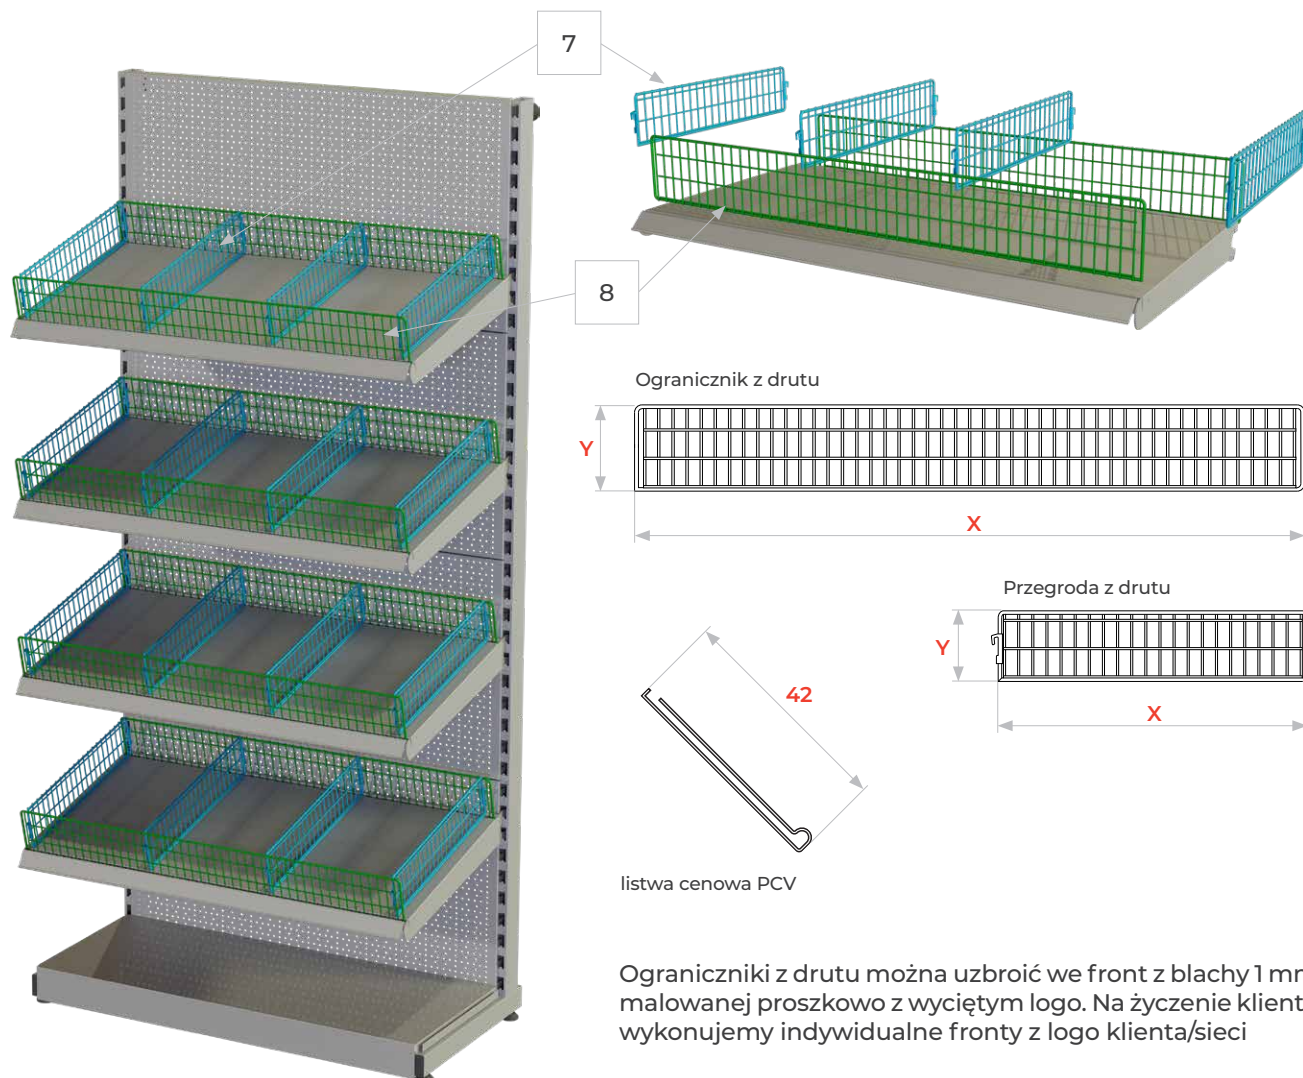 7
8
Ogranicznik z drutu
Y
X
Przegroda z drutu
Y
X
42
listwa cenowa PCV
Ograniczniki z drutu można uzbroić we front z blachy 1
malowanej proszkowo z wyciętym logo. Na życzenie
wykonujemy indywidualne fronty z logo klienta/sieci